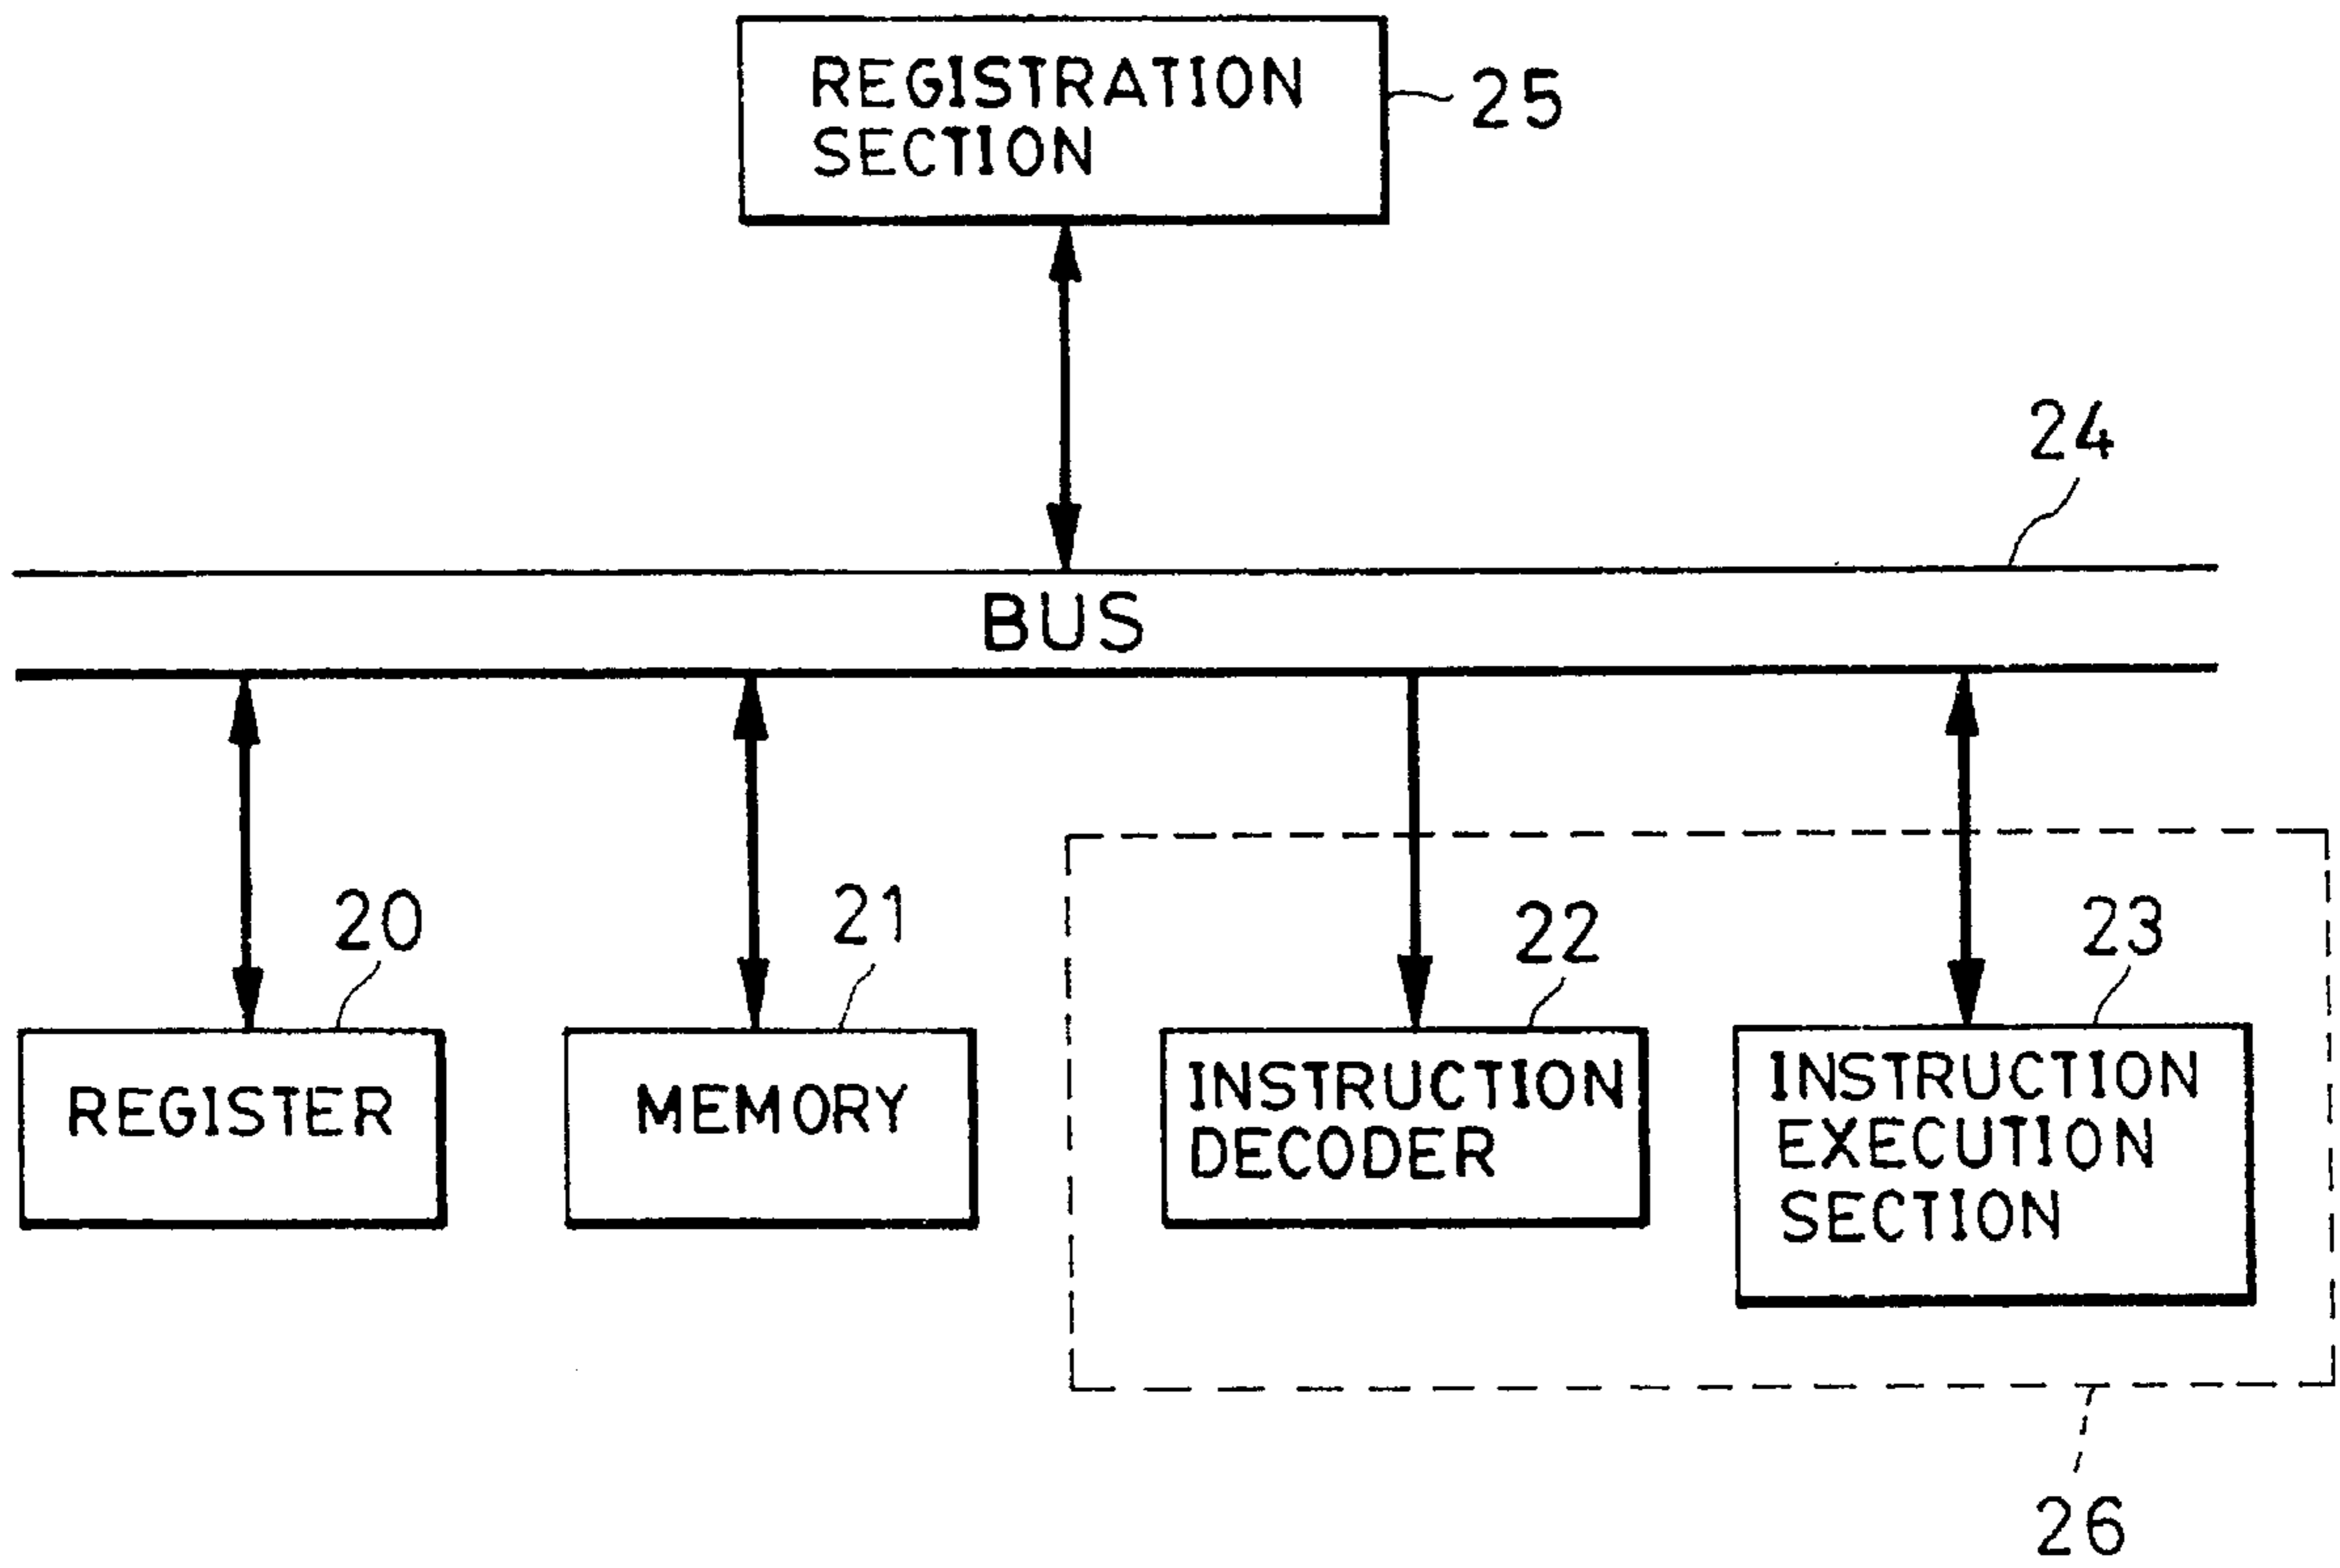 REGISTRATION
SECTION
25
24
BUS
20
21
22
23
REGISTER
MEMORY
INSTRUCTION
DECODER
INSTRUCTION
EXECUTION
SECTION
26